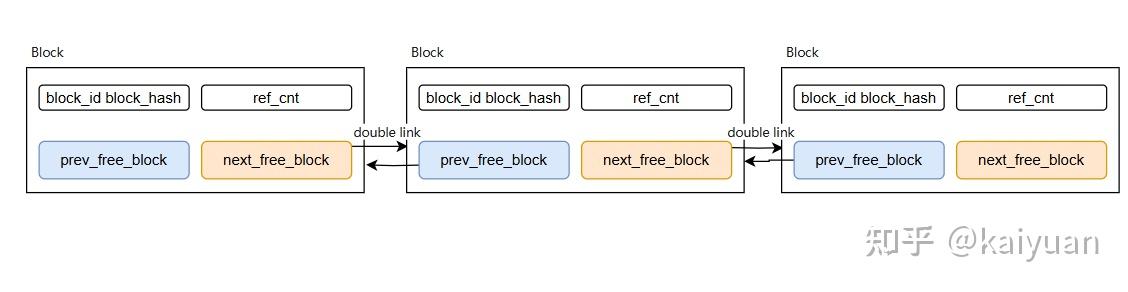 Block
Block
Block
block_id block_hash
ref_cnt
block_id block_hash
ref_cnt
block_id block_hash
ref_cnt
double link
double link
prev_free_block
next_free_block
prev_free_block
next_free_block
prev_free_block
next_free_block
知乎 @kaiyuan